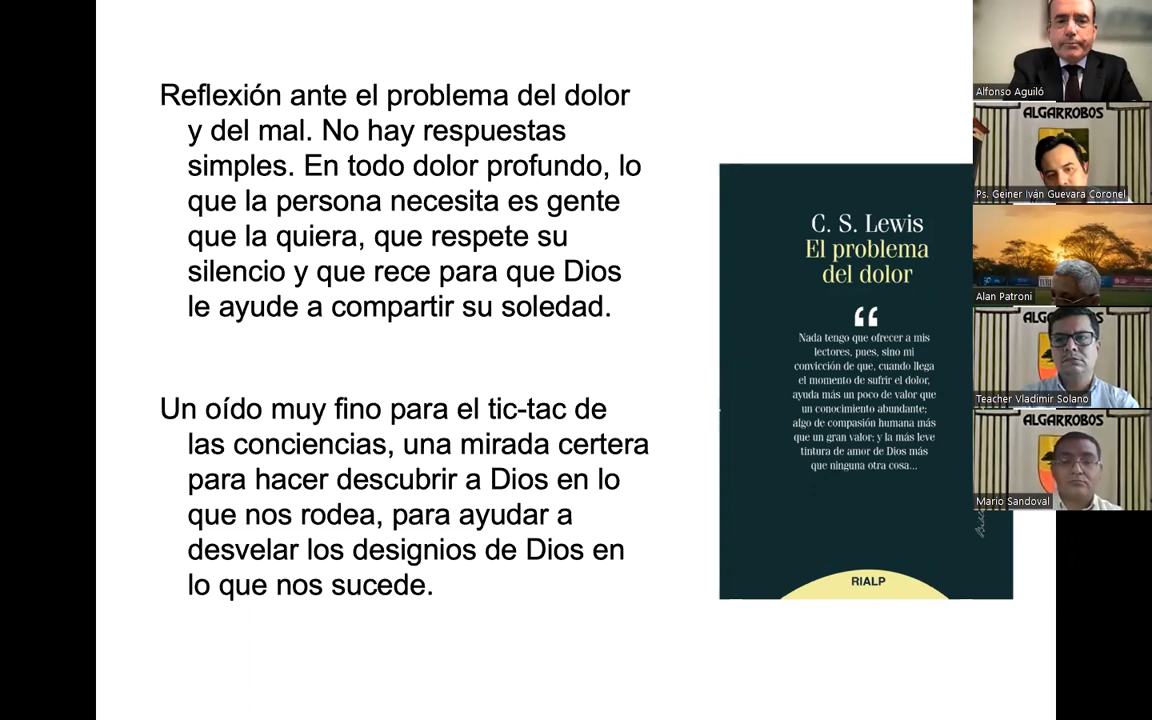 Reflexión ante el problema del dolor
y del mal. No hay respuestas
simples. En todo dolor profundo, lo
que la persona necesita es gente
que la quiera, que respete su
silencio y que rece para que Dios
le ayude a compartir su soledad.
Un oído muy fino para el tic-tac de
las conciencias, una mirada certera
para hacer descubrir a Dios en lo
que nos rodea, para ayudar a
desvelar los designios de Dios en
lo que nos sucede.
C. S. Lewis
El problema
del dolor
“
Nada tengo que ofrecer a mis
lectores, pues, sino mi
convicción de que, cuando llega
el momento de sufrir el dolor,
ayuda más un poco de valor que
un conocimiento abundante;
algo de compasión humana más
que un gran valor; y la más leve
tintura de amor de Dios más
que ninguna otra cosa...
RIALP
Alfonso Aguiló
ALGARROBOS
Ps. Geiner Iván Guevara Coronel
Alan Patroni
ALG
OS
Teacher Vladimir Solano
ALGARROBOS
Mario Sandoval